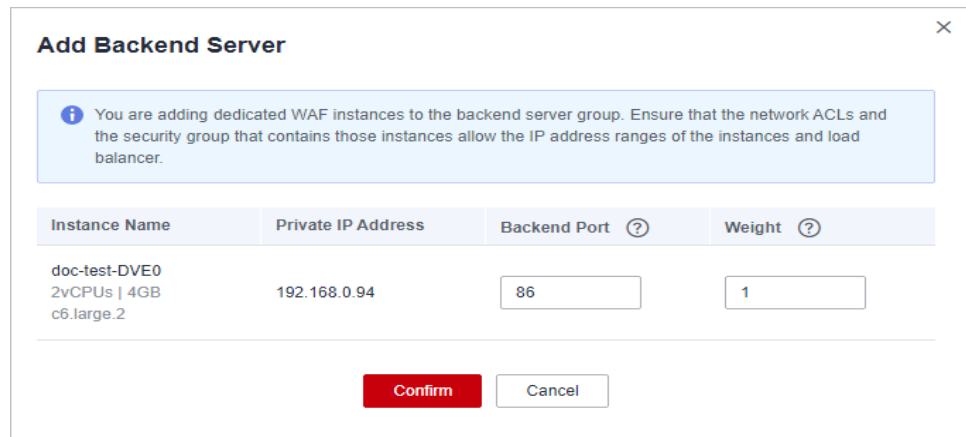 Add Backend Server
You are adding dedicated WAF instances to the backend server group. Ensure that the network ACLs and
the security group that contains those instances allow the IP address ranges of the instances and load
balancer.
Instance Name Private IP Address Backend Port Weight
doc-test-DVE0
2vCPUs | 4GB
c6.large.2
192.168.0.94 86 1
Confirm Cancel